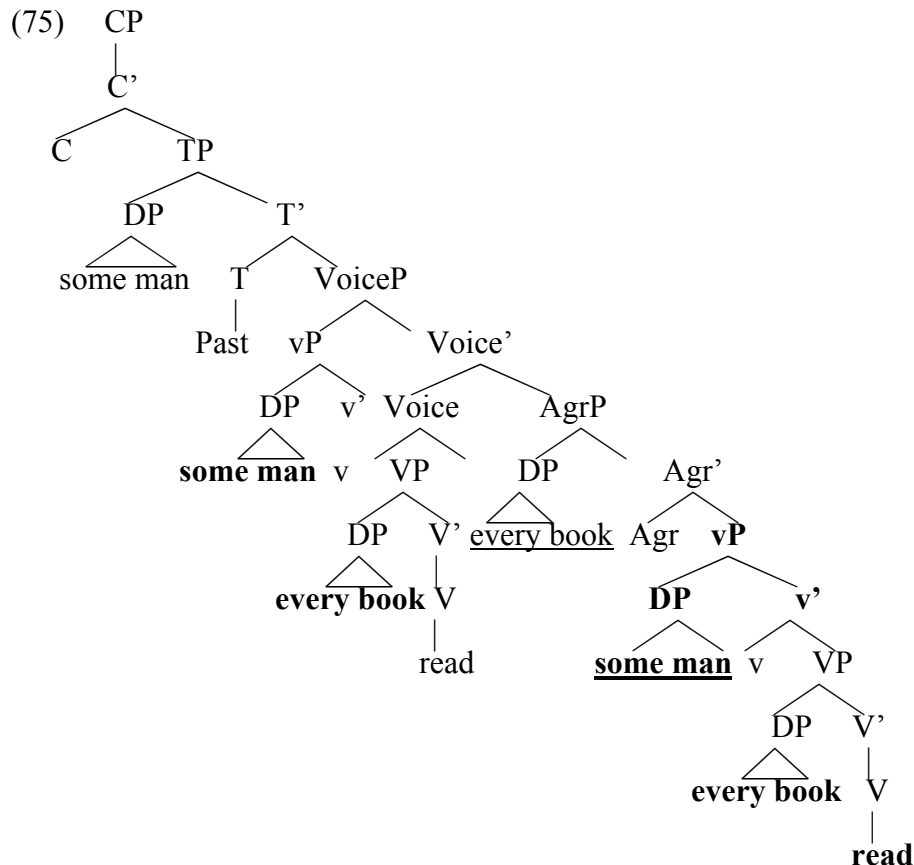 (75) CP
C’
C TP
DP T’
some man T VoiceP
Past vP Voice’
DP v’ Voice AgrP
some man v VP DP Agr’
DP V’ every book Agr vP
every book V DP v’
read some man v VP
DP V’
every book V
read